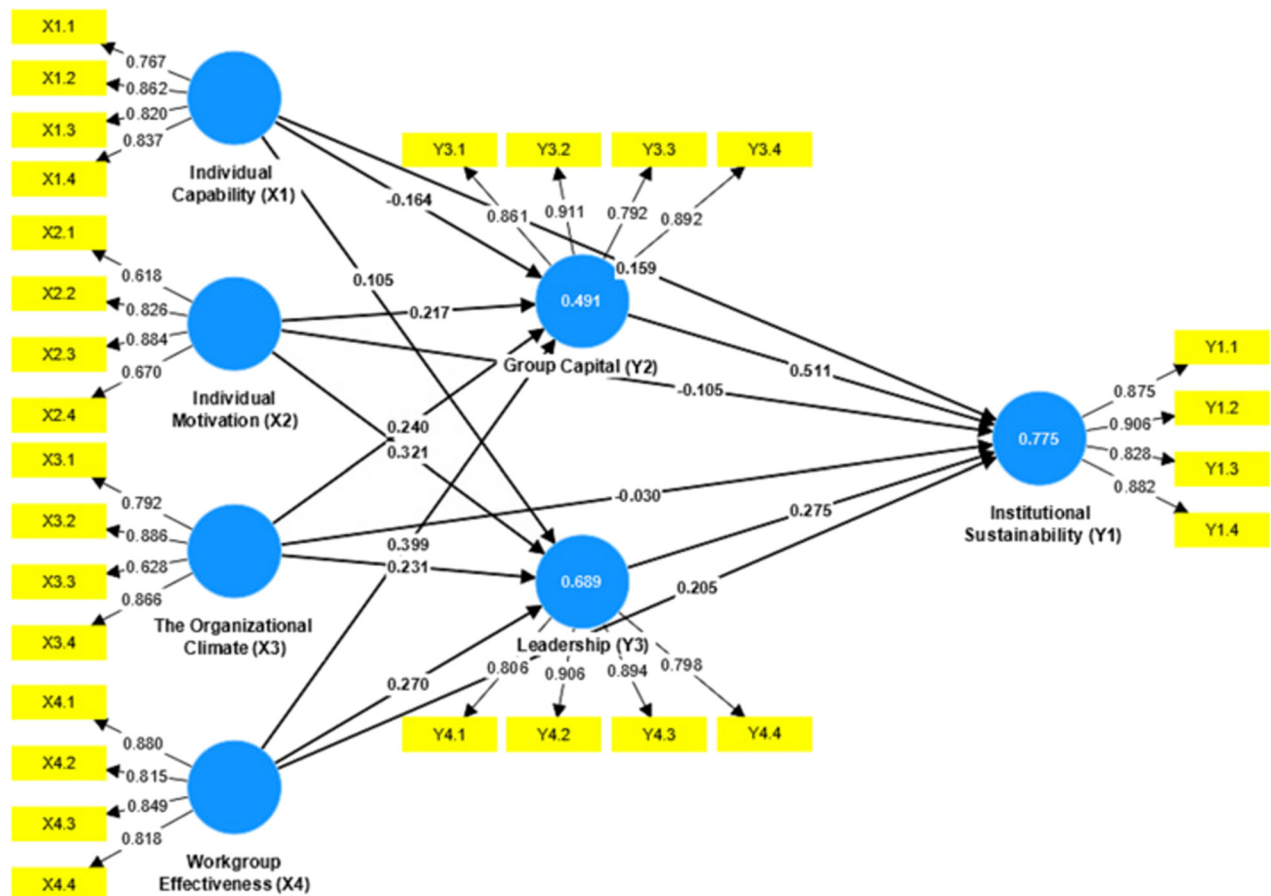 X1.1
0.767
X1.2
0.862
X1.3
0.820
0.837
X1.4
Individual
Capability (X1)
X2.1
0.618
X2.2
0.826
X2.3
0.884
0.670
X2.4
Individual
Motivation (X2)
X3.1
0.792
X3.2
0.886
X3.3
0.628
0.866
X3.4
The Organizational
Climate (X3)
X4.1
0.880
X4.2
0.815
0.849
X4.3
0.818
X4.4
Workgroup
Effectiveness (X4)
-0.164
0.105
0.217
0.240
0.321
0.399
0.231
0.270
Y3.1
Y3.2
Y3.3
Y3.4
0.861
0.911
0.792
0.892
0.159
0.491
Group Capital (Y2)
0.511
-0.105
-0.030
0.275
0.205
0.689
Leadership (Y3)
0.806
0.906
0.894
0.798
Y4.1
Y4.2
Y4.3
Y4.4
0.775
Institutional
Sustainability (Y1)
Y1.1
0.875
Y1.2
0.906
0.828
Y1.3
0.882
Y1.4